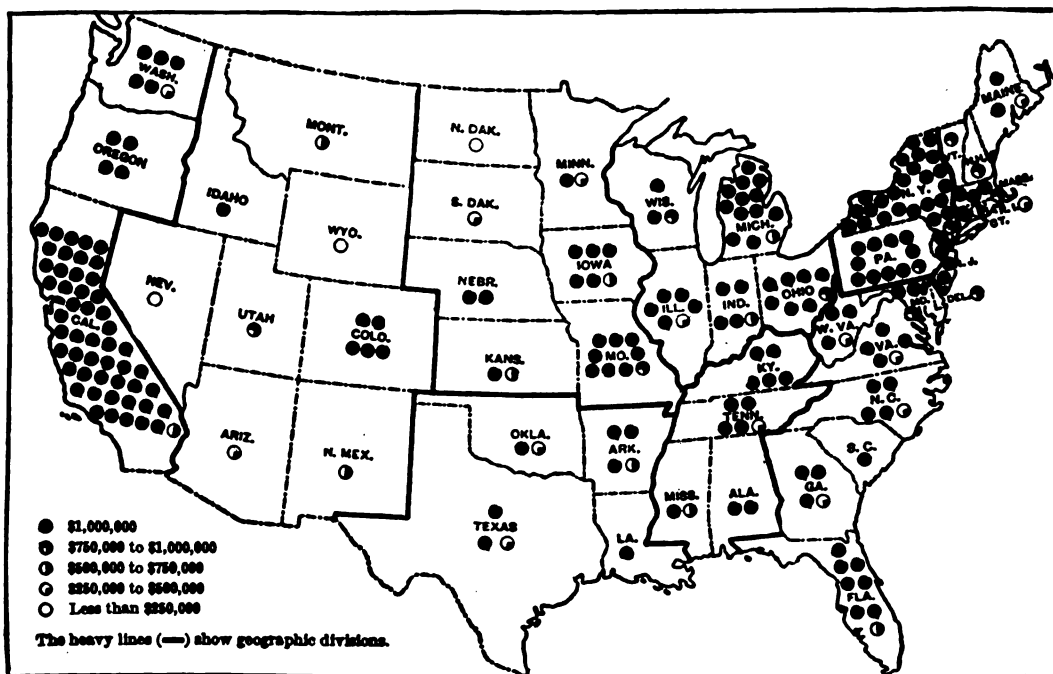 WASH.
MONT.
N. DAK.
MINN.
MAINE
OREGON
VT.
N.H.
IDAHO
S. DAK.
WIS.
MICH.
N. Y.
MASS.
R. I.
WYO.
IOWA
PA.
NEV.
NEBR.
N. J.
UTAH
COLO.
ILL.
IND.
OHIO
MD.
DEL.
CAL.
W. VA.
KANS.
MO.
VA.
KY.
N. C.
TENN.
ARIZ.
N. MEX.
OKLA.
ARK.
S. C.
MISS.
ALA.
GA.
TEXAS
LA.
FLA.
$1,000,000
$750,000 to $1,000,000
$500,000 to $750,000
$250,000 to $500,000
Less than $250,000
The heavy lines (—) show geographic divisions.